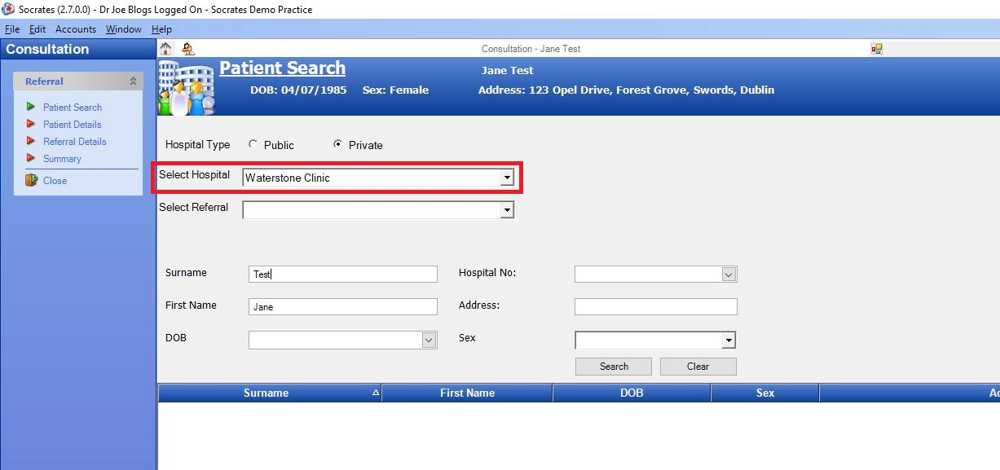 Socrates (2.7.0.0) - Dr Joe Blogs Logged On - Socrates Demo Practice
File Edit Accounts Window Help
Consultation
Consultation - Jane Test
Referral
Patient Search
Patient Details
Referral Details
Summary
Close
Patient Search
Jane Test
DOB: 04/07/1985 Sex: Female Address: 123 Opel Drive, Forest Grove, Swords, Dublin
Hospital Type Public Private
Select Hospital Waterstone Clinic
Select Referral
Surname Test Hospital No:
First Name Jane Address:
DOB Sex
Search Clear
Surname First Name DOB Sex